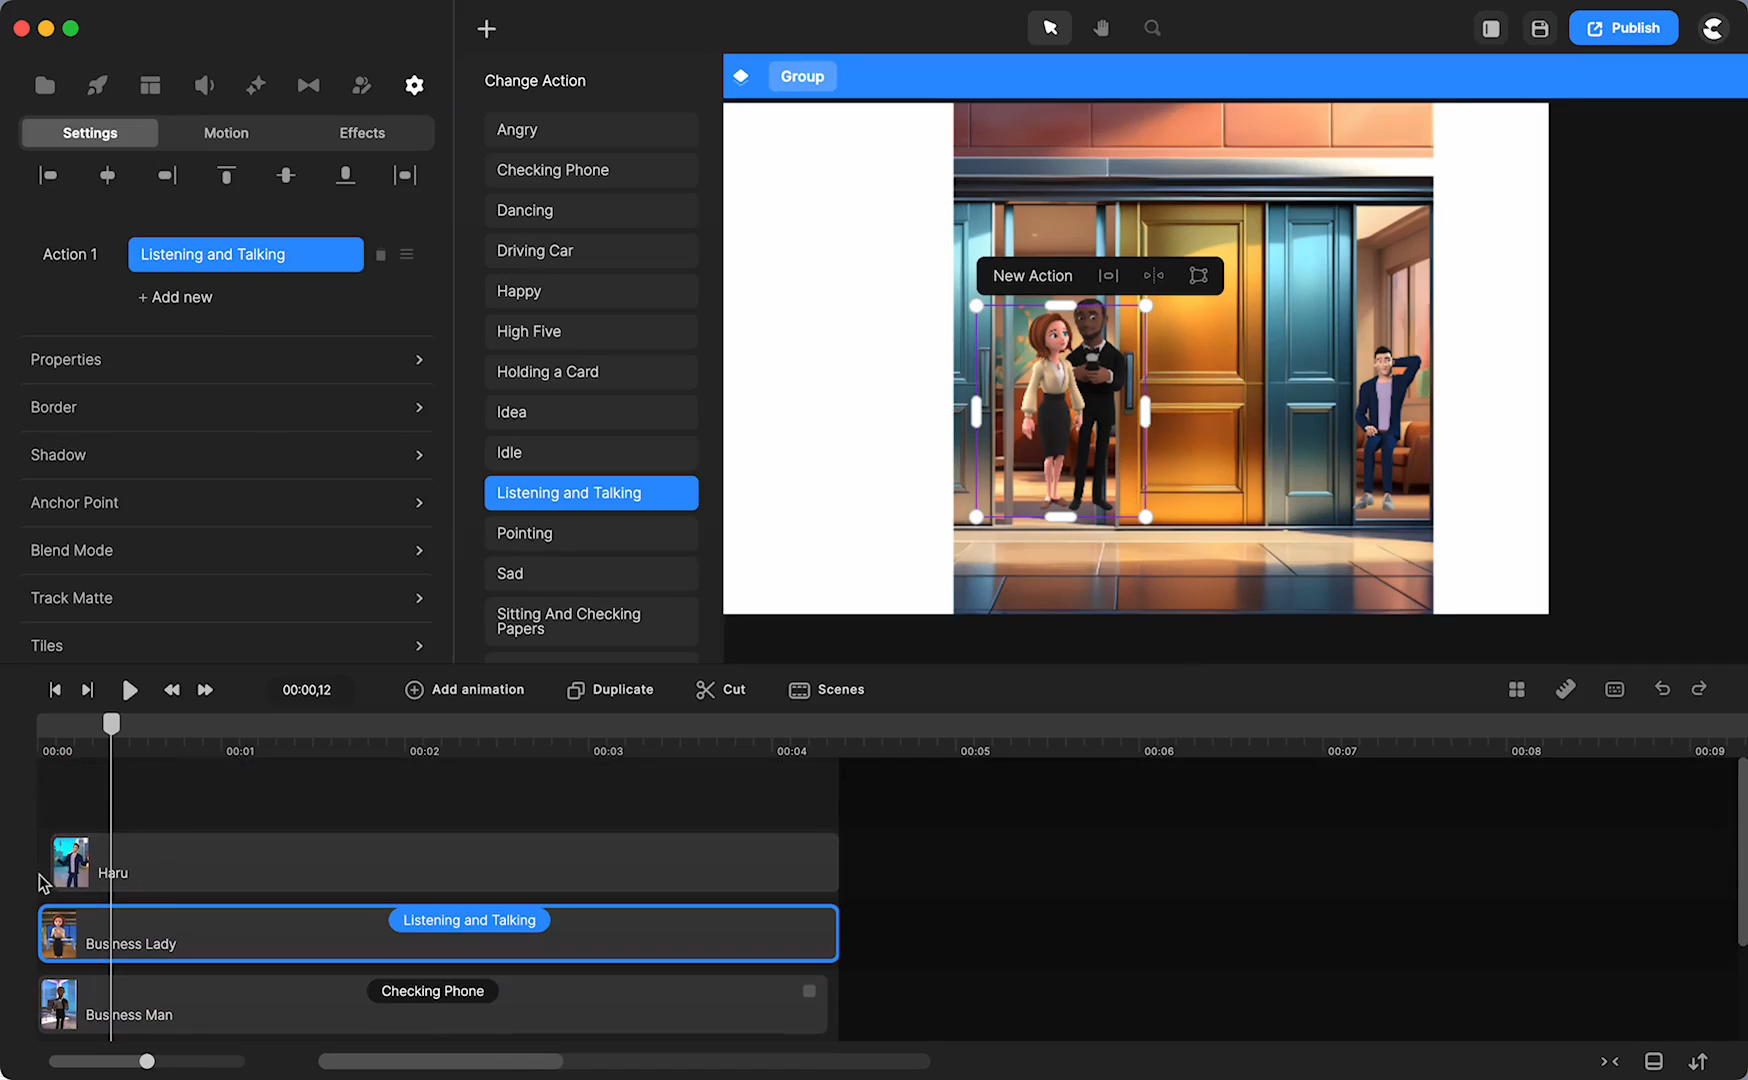 Publish
Settings
Motion
Effects
Action 1
Listening and Talking
+ Add new
Properties
Border
Shadow
Anchor Point
Blend Mode
Track Matte
Tiles
Change Action
Angry
Checking Phone
Dancing
Driving Car
Happy
High Five
Holding a Card
Idea
Idle
Listening and Talking
Pointing
Sad
Sitting And Checking
Papers
Group
New Action
00:00,12
Add animation
Duplicate
Cut
Scenes
00:00
00:01
00:02
00:03
00:04
00:05
00:06
00:07
00:08
00:09
Haru
Listening and Talking
Business Lady
Checking Phone
Business Man